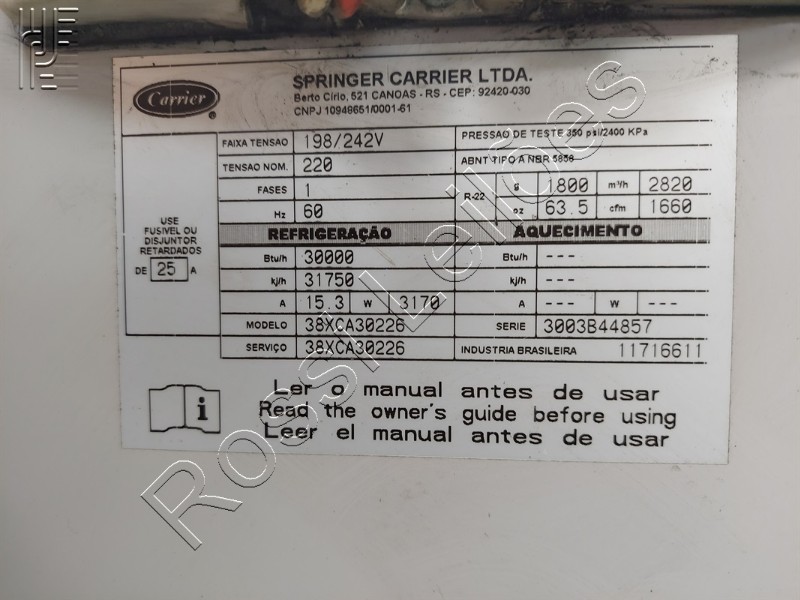 Carrier
SPRINGER CARRIER LTDA.
Berto Círio, 521 CANOAS - RS - CEP: 92420-030
CNPJ 10948651/0001-61
FAIXA TENSAO 198/242V PRESSAO DE TESTE 350 psi/2400 KPa
TENSAO NOM. 220 ABNT TIPO A NBR 5858
FASES 1 R-22 g 1800 m³/h 2820
Hz 60 oz 63.5 cfm 1660
REFRIGERAÇÃO AQUECIMENTO
USE
FUSIVEL OU
DISJUNTOR
RETARDADOS
DE 25 A
Btu/h 30000 Btu/h ---
kj/h 31750 kj/h ---
A 15.3 W 3170 A --- W ---
MODELO 38XCA30226 SERIE 3003B44857
SERVIÇO 38XCA30226 INDUSTRIA BRASILEIRA 11716611
i
Ler o manual antes de usar
Read the owner's guide before using
Leer el manual antes de usar
Rossi Leilões